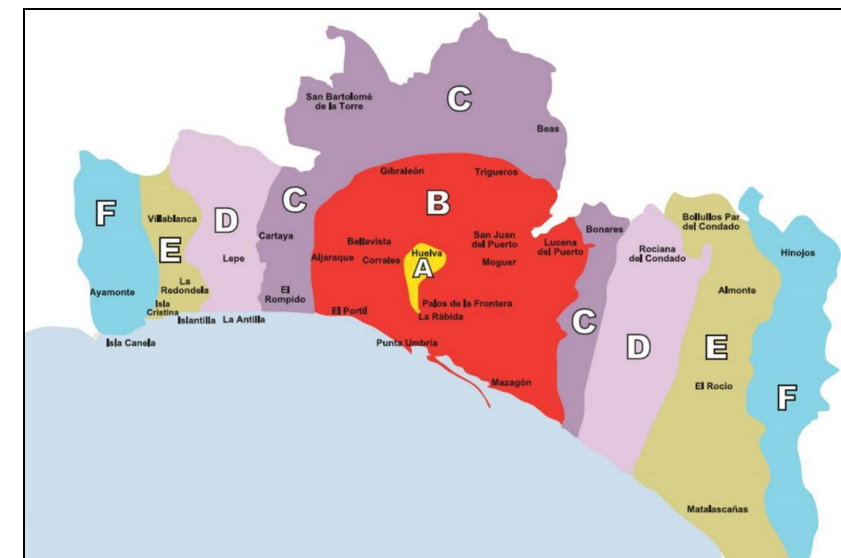 San Bartolomé
de la Torre
C
Beas
Gibraleón
Trigueros
F
Villablanca
D
C
B
E
Cartaya
Lepe
Aljaraque
Bellavista
Corrales
Huelva
A
San Juan
del Puerto
Moguer
Lucena
del Puerto
Bonares
Rociana
del Condado
Bollullos Par
del Condado
Hinojos
Ayamonte
La
Redondela
Isla
Cristina
Islantilla
La Antilla
El
Rompido
El Portil
Palos de la Frontera
La Rábida
Almonte
Isla Canela
Punta Umbría
C
D
E
Mazagón
El Rocio
F
Matalascañas